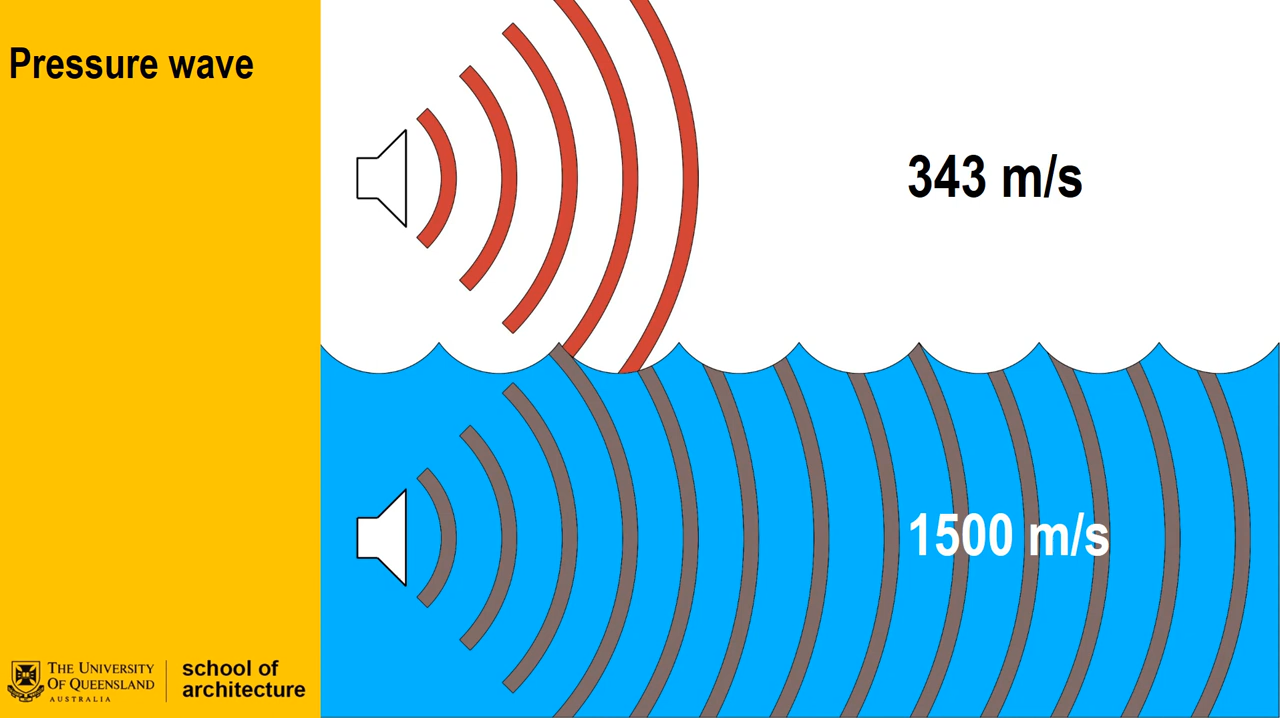 Pressure wave
343 m/s
1500 m/s
THE UNIVERSITY
OF QUEENSLAND
AUSTRALIA
school of
architecture